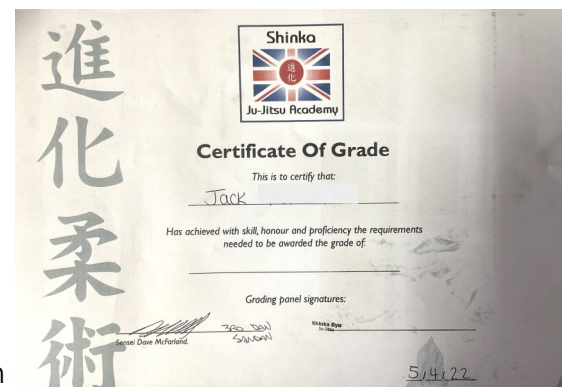 進化柔術
Shinka
進化
Ju-Jitsu Academy
Certificate Of Grade
This is to certify that:
Jack
Has achieved with skill, honour and proficiency the requirements
needed to be awarded the grade of:
Grading panel signatures:
3RD DAN
SANDAN
Sensei Dave McFarland.
Shinka Ryu
5/4/22